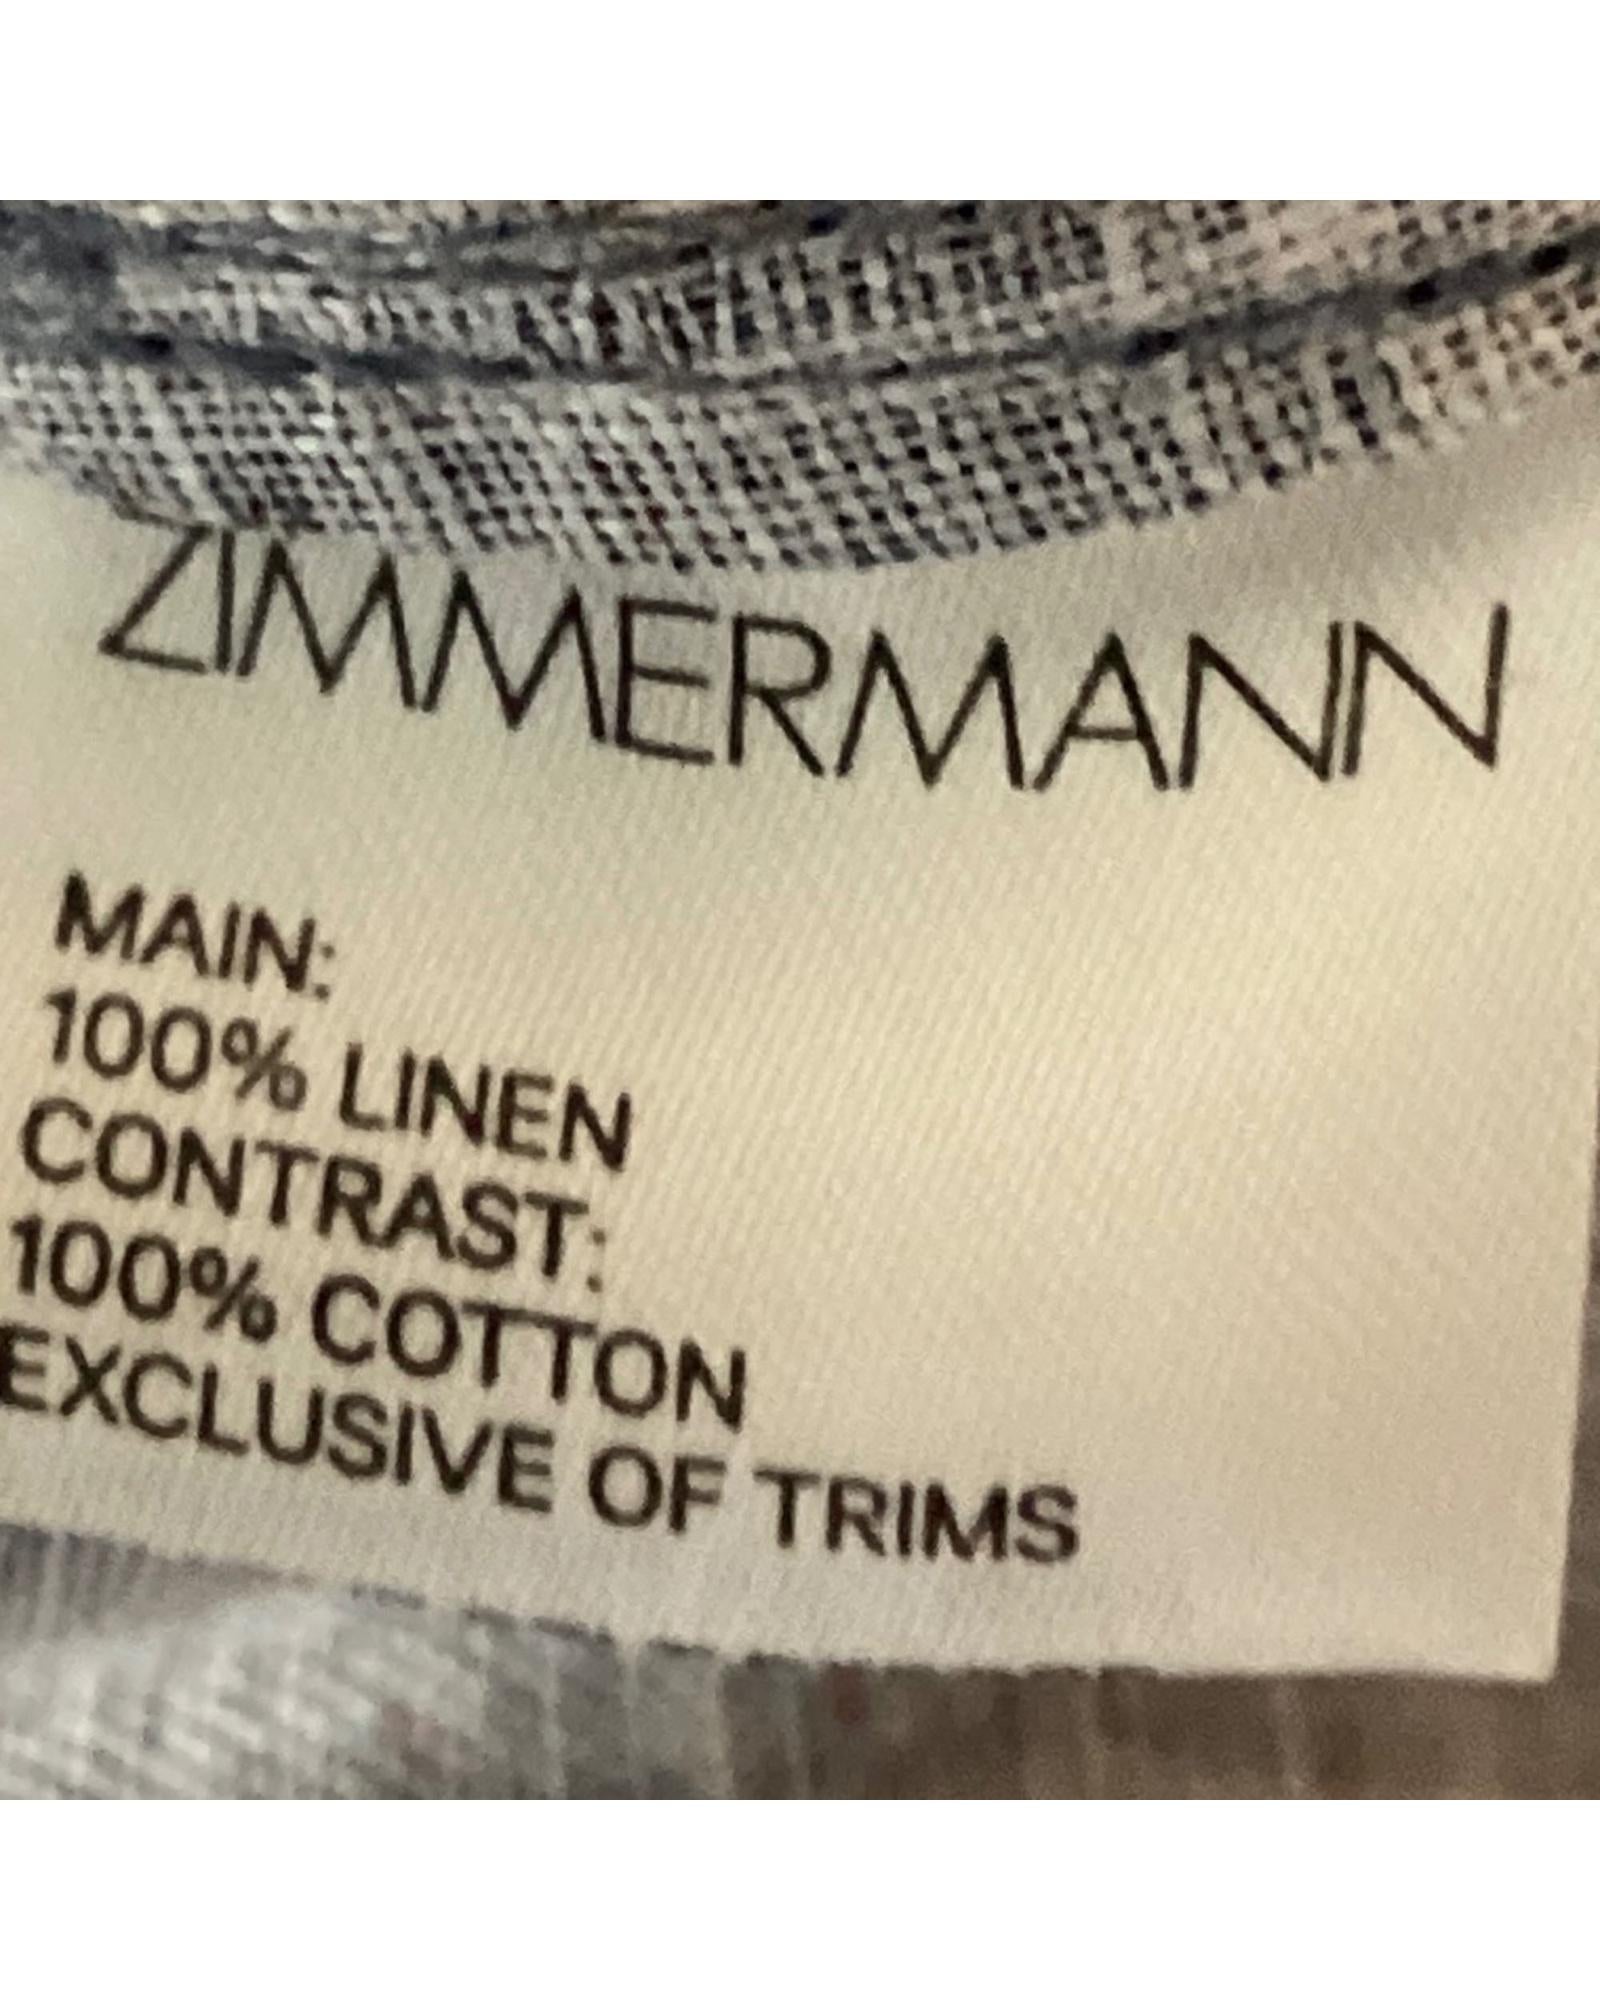 ZIMMERMANN
MAIN:
100% LINEN
CONTRAST:
100% COTTON
EXCLUSIVE OF TRIMS